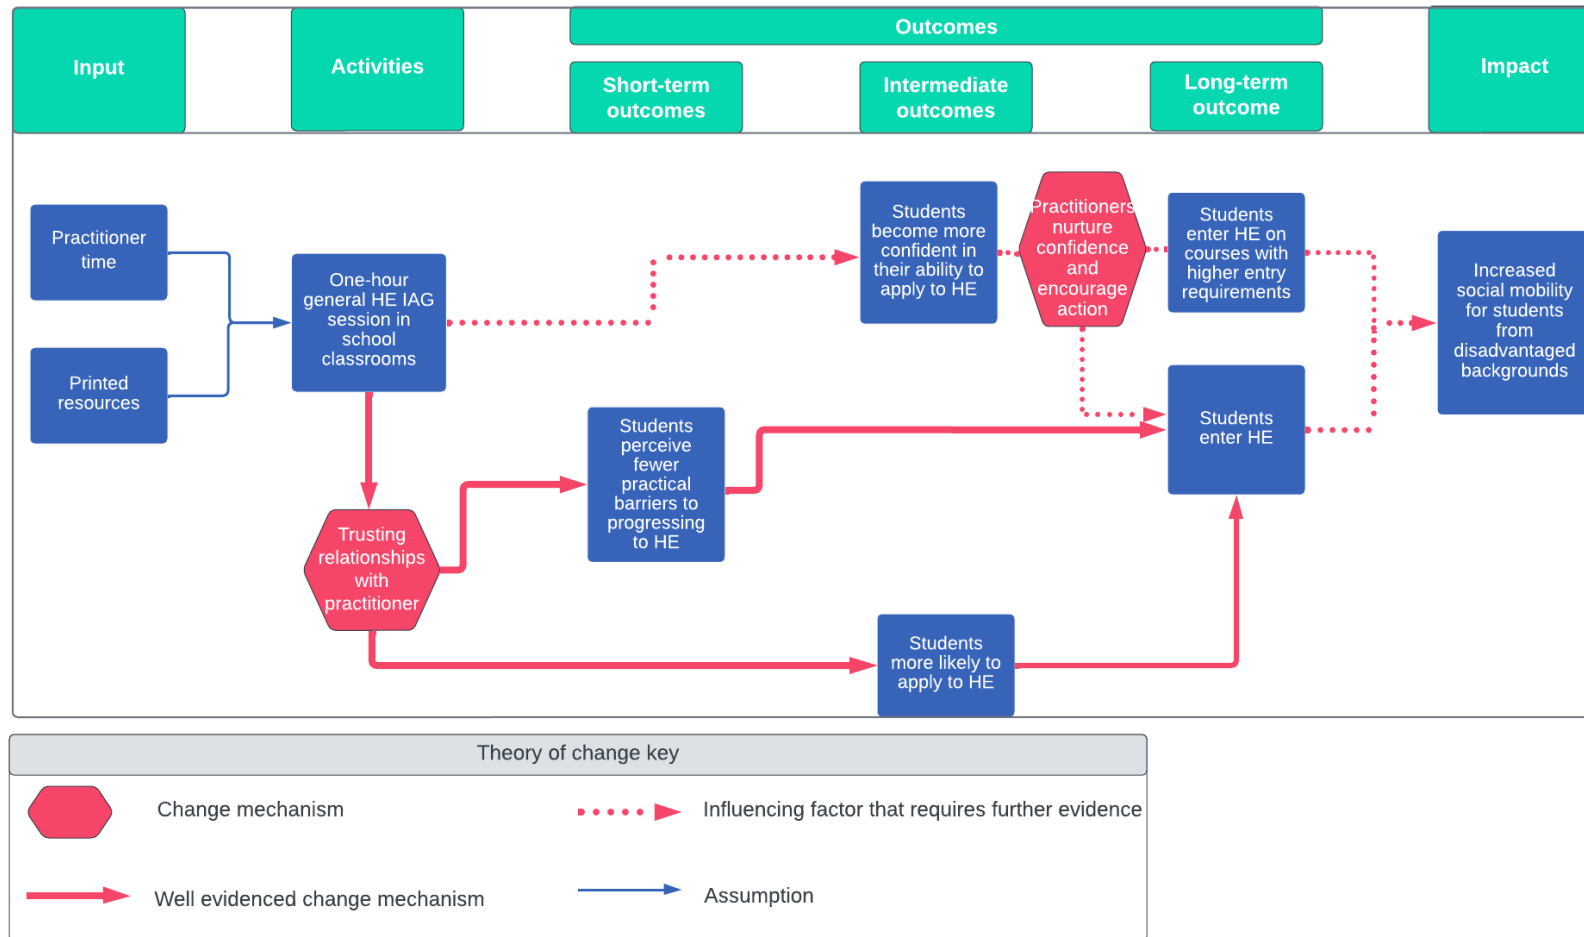 Input
Activities
Outcomes
Short-term
outcomes
Intermediate
outcomes
Long-term
outcome
Impact
Practitioner
time
Printed
resources
One-hour
general HE IAG
session in
school
classrooms
Trusting
relationships
with
practitioner
Students
perceive
fewer
practical
barriers to
progressing
to HE
Students
become more
confident in
their ability to
apply to HE
Students
more likely to
apply to HE
Practitioners
nurture
confidence
and
encourage
action
Students
enter HE on
courses with
higher entry
requirements
Students
enter HE
Increased
social mobility
for students
from
disadvantaged
backgrounds
Theory of change key
Change mechanism
Influencing factor that requires further evidence
Well evidenced change mechanism
Assumption